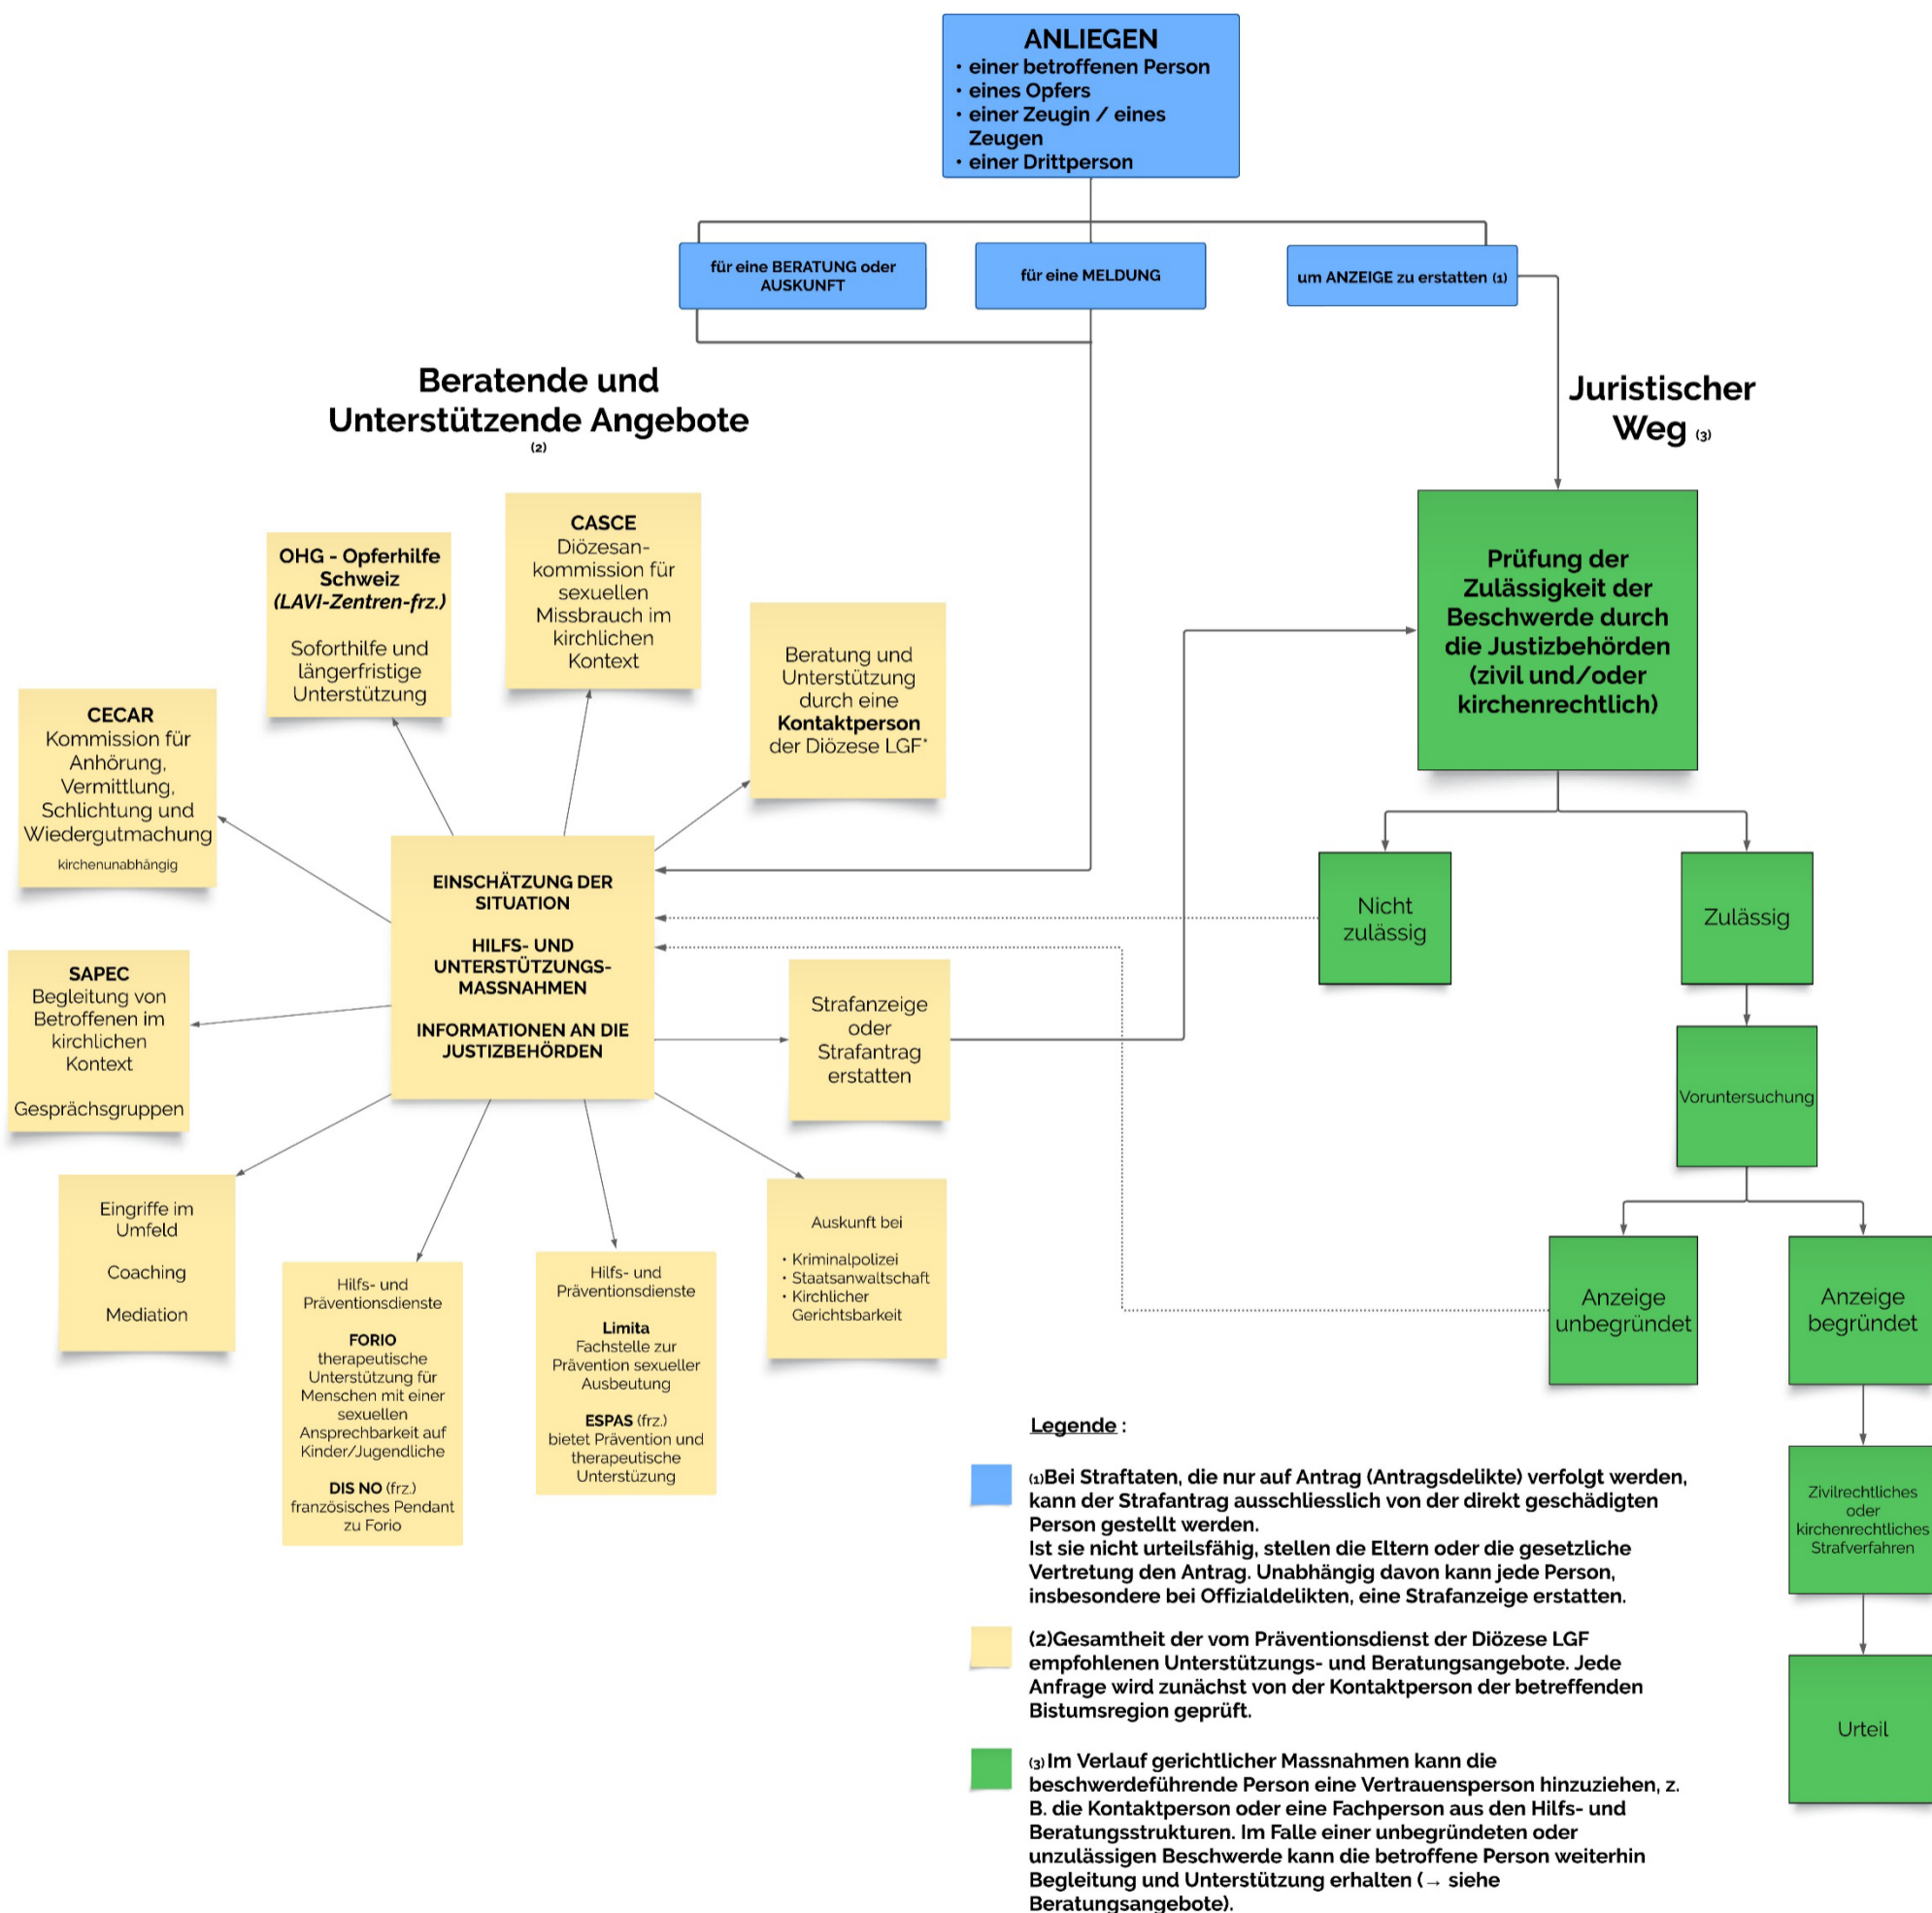 ANLIEGEN
• einer betroffenen Person
• eines Opfers
• einer Zeugin / eines
Zeugen
• einer Drittperson
für eine BERATUNG oder
AUSKUNFT
für eine MELDUNG
um ANZEIGE zu erstatten (1)
Beratende und
Unterstützende Angebote
(2)
Juristischer
Weg (3)
OHG - Opferhilfe
Schweiz
(LAVI-Zentren-frz.)
Soforthilfe und
längerfristige
Unterstützung
CASCE
Diözesan-
kommission für
sexuellen
Missbrauch im
kirchlichen
Kontext
Beratung und
Unterstützung
durch eine
Kontaktperson
der Diözese LGF*
CECAR
Kommission für
Anhörung,
Vermittlung,
Schlichtung und
Wiedergutmachung
kirchenunabhängig
EINSCHÄTZUNG DER
SITUATION
HILFS- UND
UNTERSTÜTZUNGS-
MASSNAHMEN
INFORMATIONEN AN DIE
JUSTIZBEHÖRDEN
SAPEC
Begleitung von
Betroffenen im
kirchlichen
Kontext
Gesprächsgruppen
Strafanzeige
oder
Strafantrag
erstatten
Eingriffe im
Umfeld
Coaching
Mediation
Hilfs- und
Präventionsdienste
FORIO
therapeutische
Unterstützung für
Menschen mit einer
sexuellen
Ansprechbarkeit auf
Kinder/Jugendliche
DIS NO (frz.)
französisches Pendant
zu Forio
Hilfs- und
Präventionsdienste
Limita
Fachstelle zur
Prävention sexueller
Ausbeutung
ESPAS (frz.)
bietet Prävention und
therapeutische
Unterstüzung
Auskunft bei
• Kriminalpolizei
• Staatsanwaltschaft
• Kirchlicher
Gerichtsbarkeit
Prüfung der
Zulässigkeit der
Beschwerde durch
die Justizbehörden
(zivil und/oder
kirchenrechtlich)
Nicht
zulässig
Zulässig
Voruntersuchung
Anzeige
unbegründet
Anzeige
begründet
Zivilrechtliches
oder
kirchenrechtliches
Strafverfahren
Urteil
Legende :
(1)Bei Straftaten, die nur auf Antrag (Antragsdelikte) verfolgt werden,
kann der Strafantrag ausschliesslich von der direkt geschädigten
Person gestellt werden.
Ist sie nicht urteilsfähig, stellen die Eltern oder die gesetzliche
Vertretung den Antrag. Unabhängig davon kann jede Person,
insbesondere bei Offizialdelikten, eine Strafanzeige erstatten.
(2)Gesamtheit der vom Präventionsdienst der Diözese LGF
empfohlenen Unterstützungs- und Beratungsangebote. Jede
Anfrage wird zunächst von der Kontaktperson der betreffenden
Bistumsregion geprüft.
(3)Im Verlauf gerichtlicher Massnahmen kann die
beschwerdeführende Person eine Vertrauensperson hinzuziehen, z.
B. die Kontaktperson oder eine Fachperson aus den Hilfs- und
Beratungsstrukturen. Im Falle einer unbegründeten oder
unzulässigen Beschwerde kann die betroffene Person weiterhin
Begleitung und Unterstützung erhalten (→ siehe
Beratungsangebote).